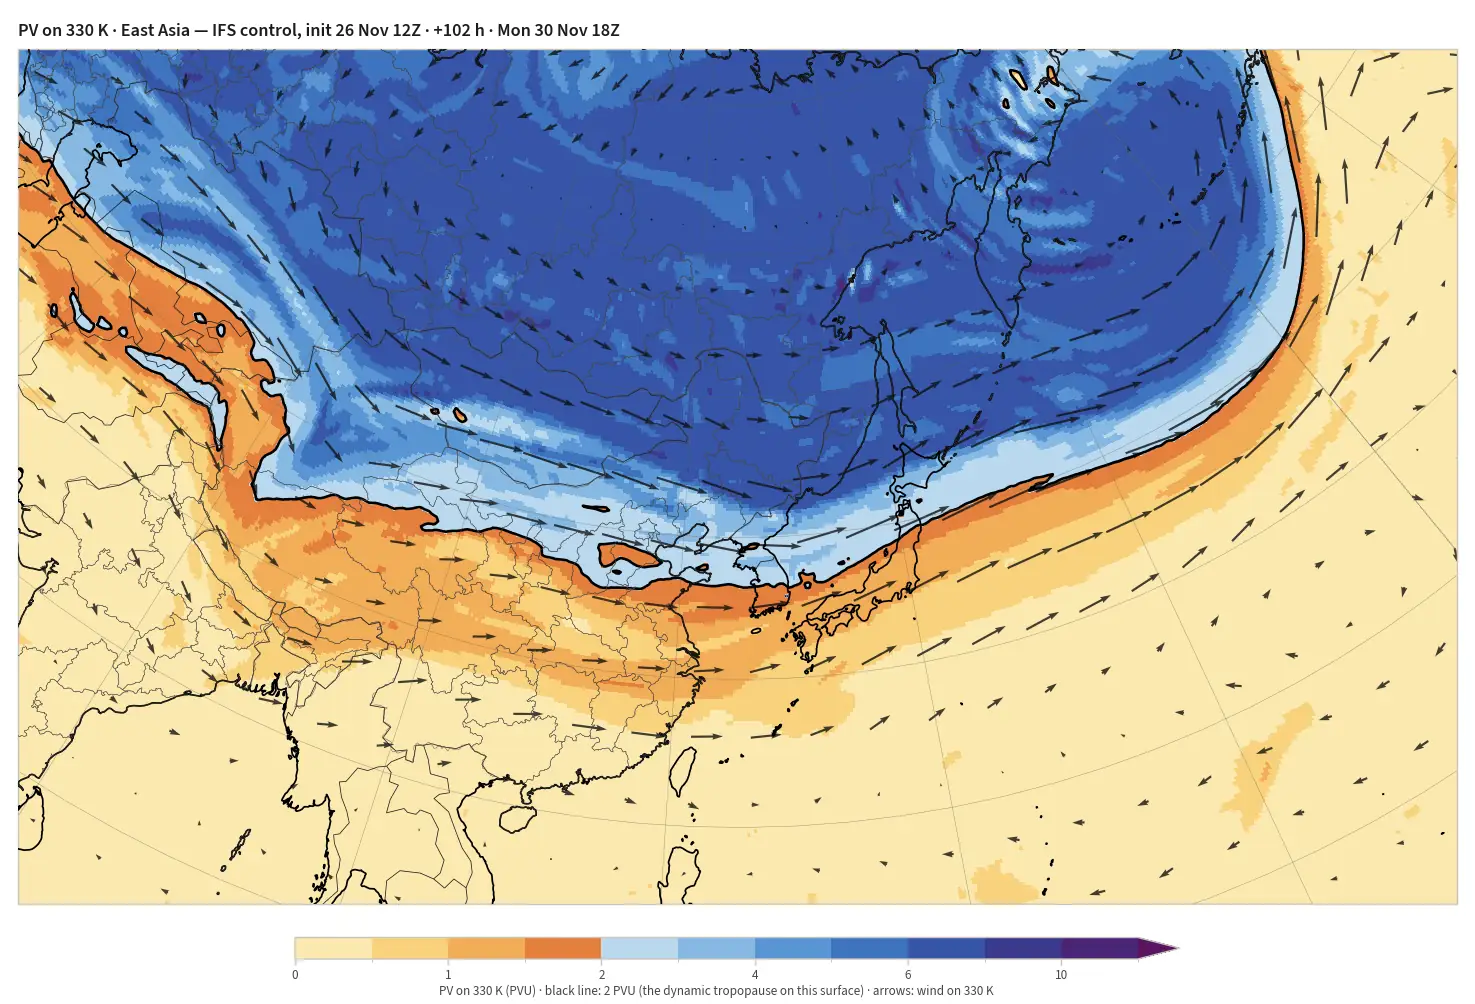 PV on 330 K · East Asia — IFS control, init 26 Nov 12Z · +102 h · Mon 30 Nov 18Z
0 1 2 4 6 10
PV on 330 K (PVU) · black line: 2 PVU (the dynamic tropopause on this surface) · arrows: wind on 330 K